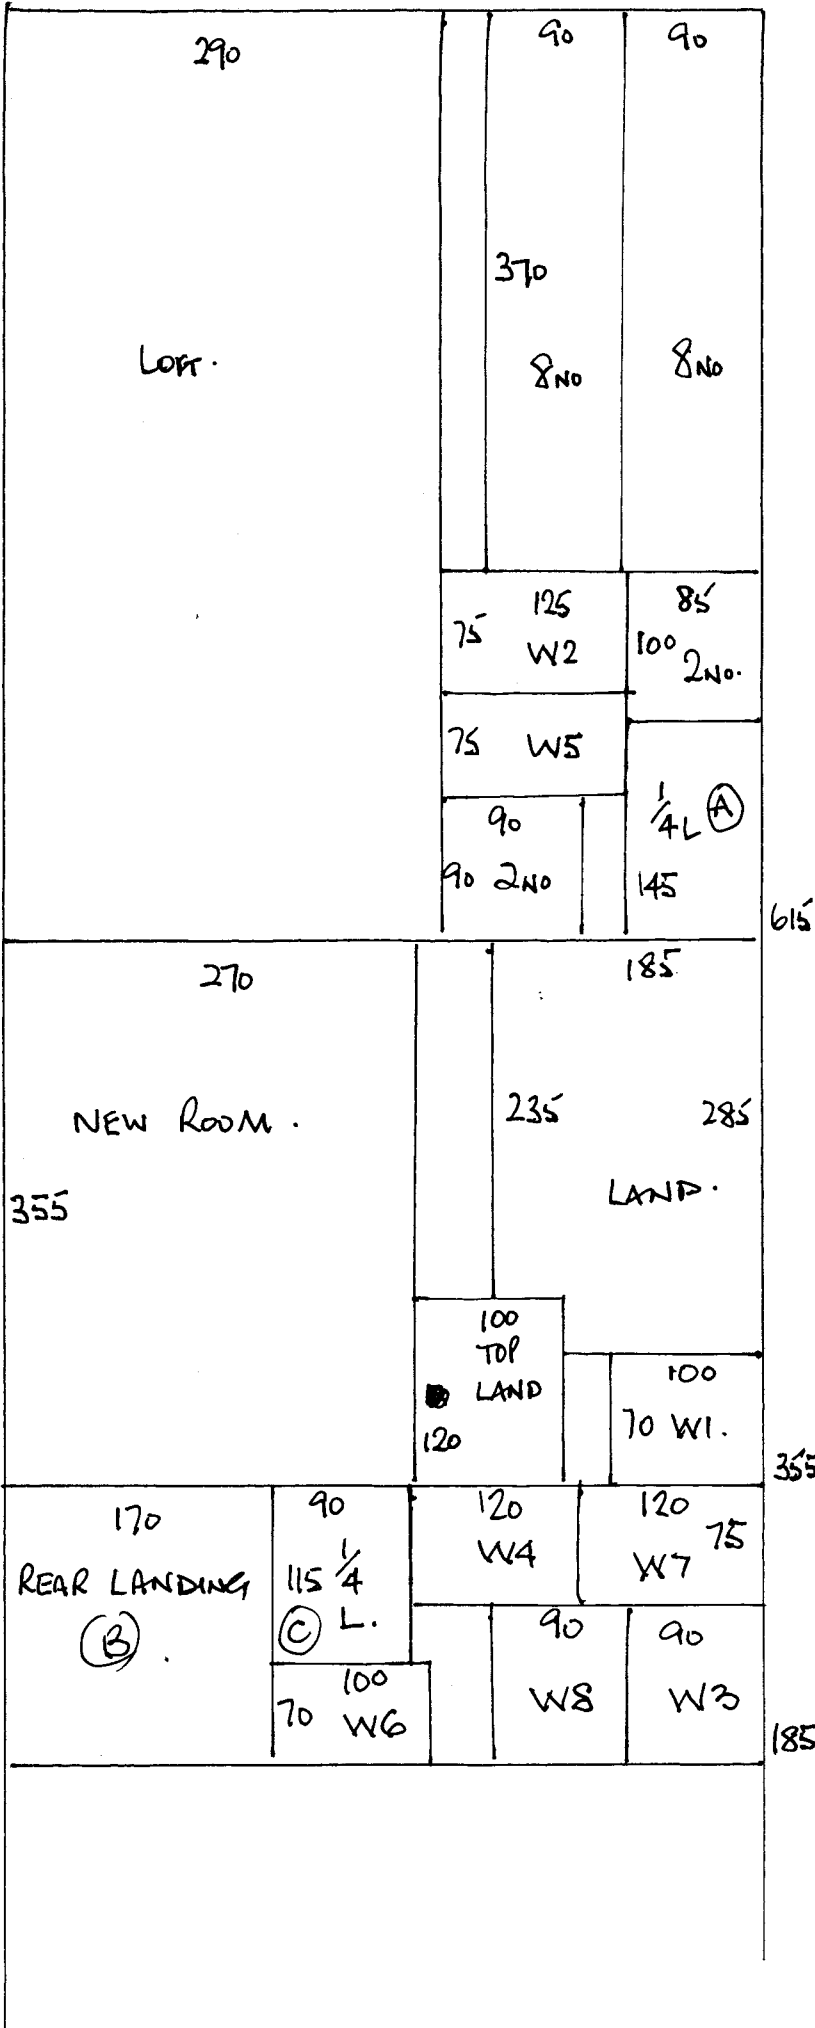 290
90
90
370
LOFT.
8NO
8NO
125
85
75
W2
100
2NO.
75
W5
1/4 L
A
90
90
2NO
145
615
270
185
NEW ROOM.
235
285
355
LAND.
100
TOP
LAND
120
100
70 W1.
355
170
REAR LANDING
B
90
115 1/4
C L.
120
W4
120
75
W7
100
70 W6
90
W8
90
W3
185